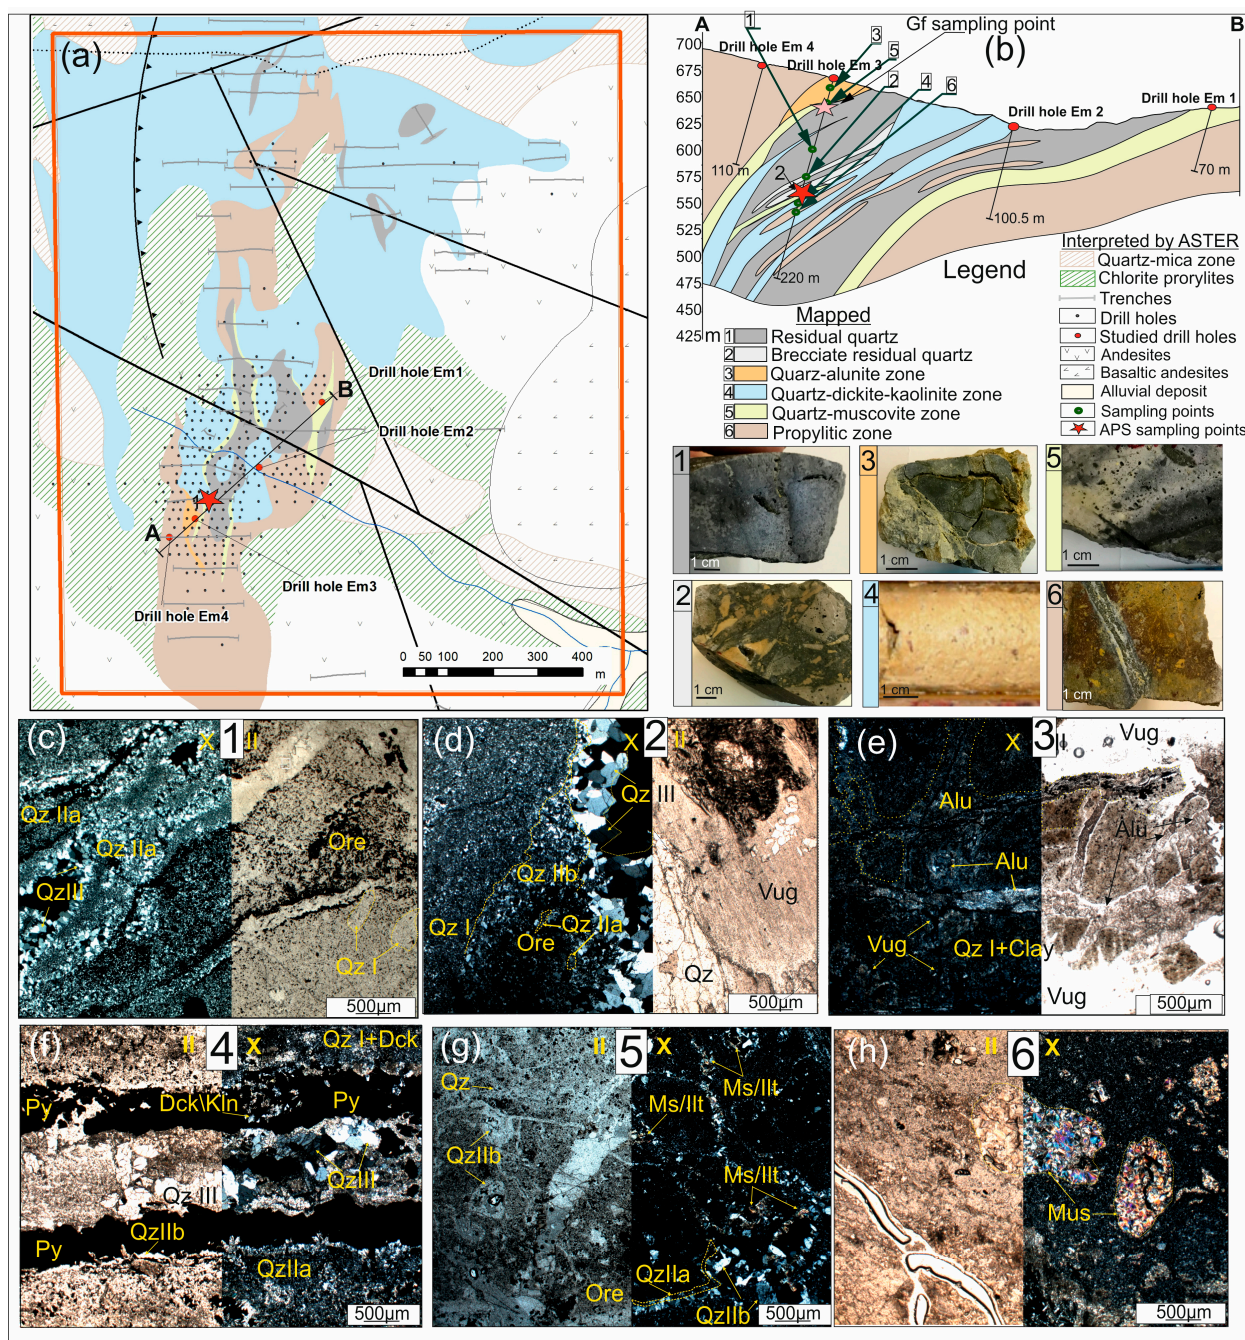 (a)
Drill hole Em1
B
Drill hole Em2
A
Drill hole Em3
Drill hole Em4
0 50 100 200 300 400
m
A
B
Gf sampling point
(b)
1
3
5
2
4
6
Drill hole Em 4
Drill hole Em 3
Drill hole Em 2
Drill hole Em 1
700
675
650
625
600
575
550
525
500
475
450
425 m
110 m
2
220 m
100.5 m
70 m
Legend
Mapped
1 Residual quartz
2 Brecciate residual quartz
3 Quarz-alunite zone
4 Quartz-dickite-kaolinite zone
5 Quartz-muscovite zone
6 Propylitic zone
Interpreted by ASTER
Quartz-mica zone
Chlorite prorylites
Trenches
Drill holes
Studied drill holes
Andesites
Basaltic andesites
Alluvial deposit
Sampling points
APS sampling points
1
1 cm
3
1 cm
5
1 cm
2
1 cm
4
1 cm
6
1 cm
(c)
X
1
II
Qz IIa
Qz IIa
QzIII
Ore
Qz I
500µm
(d)
X
2
II
Qz III
Qz IIb
Qz IIa
Qz I
Ore
Vug
Qz
500µm
(e)
X
3
II
Vug
Alu
Alu
Alu
Vug
Qz I+Clay
Vug
500µm
(f)
II
4
X
Qz I+Dck
Py
Dck\Kln
Py
QzIII
Qz III
QzIIb
Py
QzIIa
500µm
(g)
II
5
X
Qz
Ms/Ilt
Ms/Ilt
QzIIb
Ms/Ilt
QzIIa
Ore
QzIIb
500µm
(h)
II
6
X
Mus
500µm